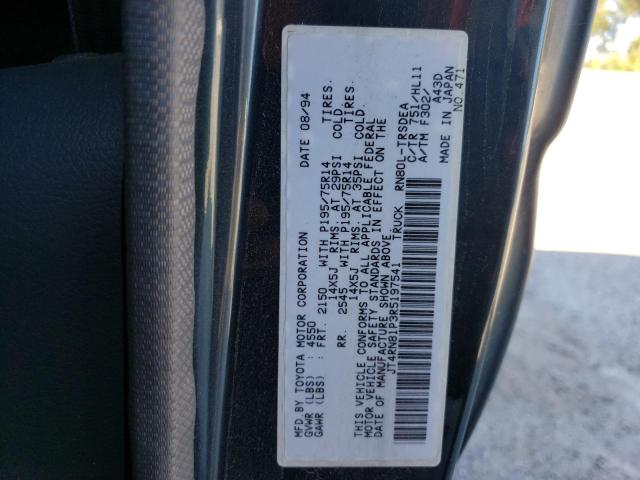 MFD BY TOYOTA MOTOR CORPORATION DATE 08/94
GVWR (LBS) : 4550
GAWR (LBS) : FRT. 2150 WITH P195/75R14 TIRES.
14X5J RIMS. AT 29PSI COLD.
RR. 2545 WITH P195/75R14 TIRES.
14X5J RIMS. AT 35PSI COLD.
THIS VEHICLE CONFORMS TO ALL APPLICABLE FEDERAL
MOTOR VEHICLE SAFETY STANDARDS IN EFFECT ON THE
DATE OF MANUFACTURE SHOWN ABOVE.
JT4RN81P3R5197541 TRUCK RN80L-TRSDEA
C/TR 751/HL11
A/TM F302/ A43D
MADE IN JAPAN
NO.471